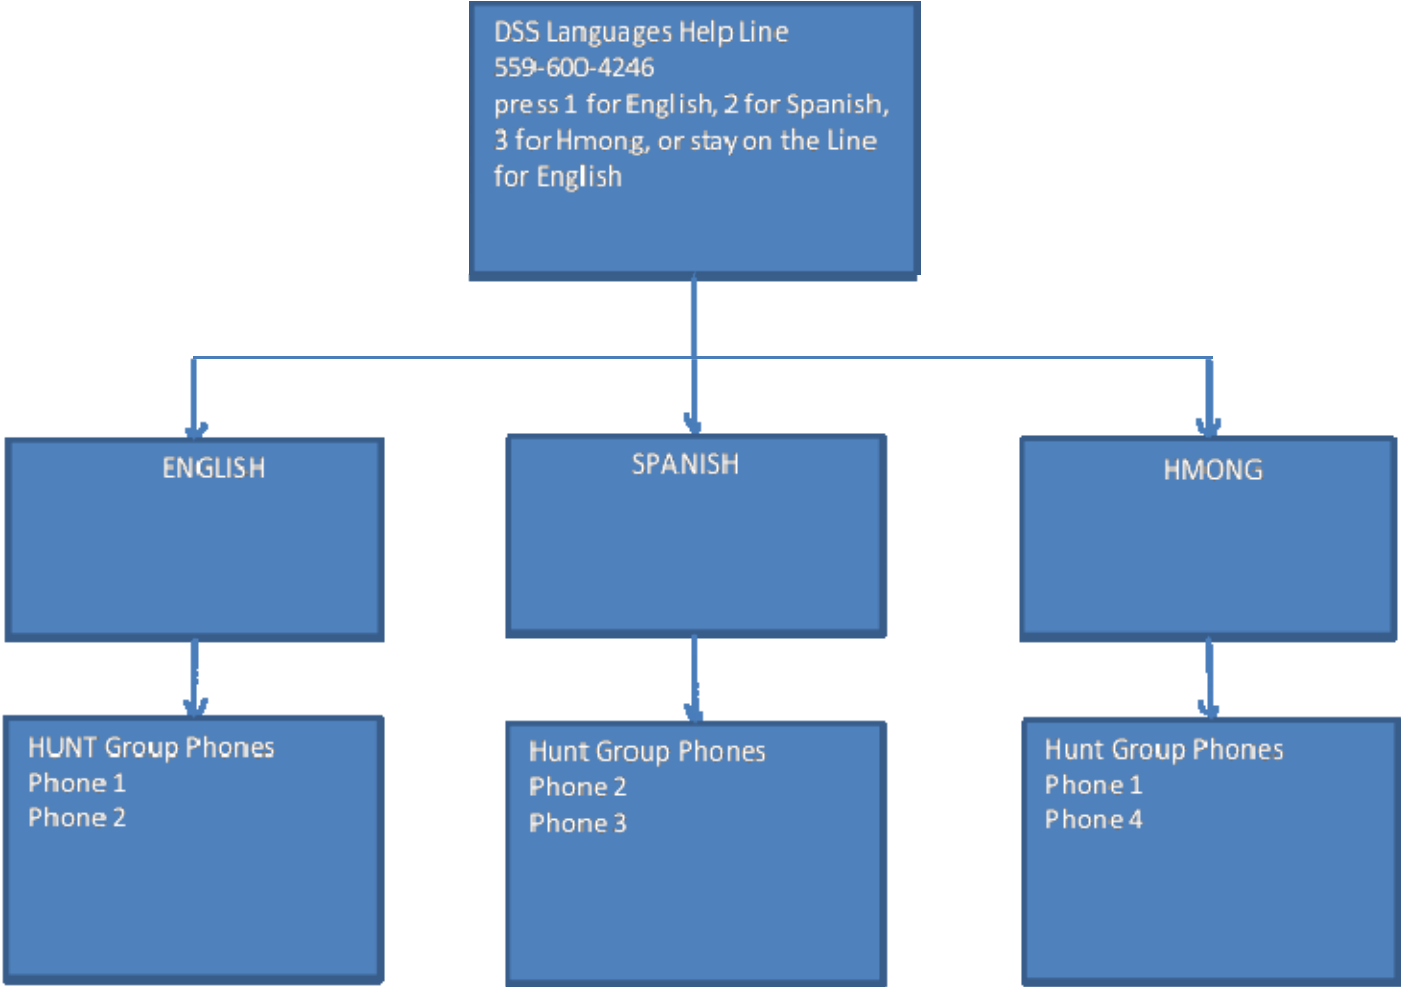 DSS Languages Help Line
559-600-4246
press 1 for English, 2 for Spanish,
3 for Hmong, or stay on the Line
for English
ENGLISH
SPANISH
HMONG
HUNT Group Phones
Phone 1
Phone 2
Hunt Group Phones
Phone 2
Phone 3
Hunt Group Phones
Phone 1
Phone 4